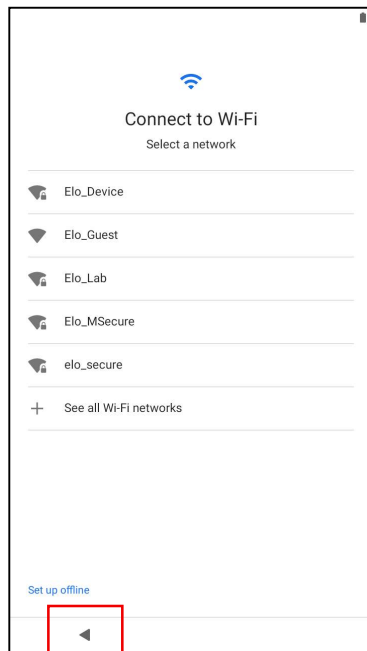 Connect to Wi-Fi
Select a network
Elo_Device
Elo_Guest
Elo_Lab
Elo_MSecure
elo_secure
See all Wi-Fi networks
Set up offline